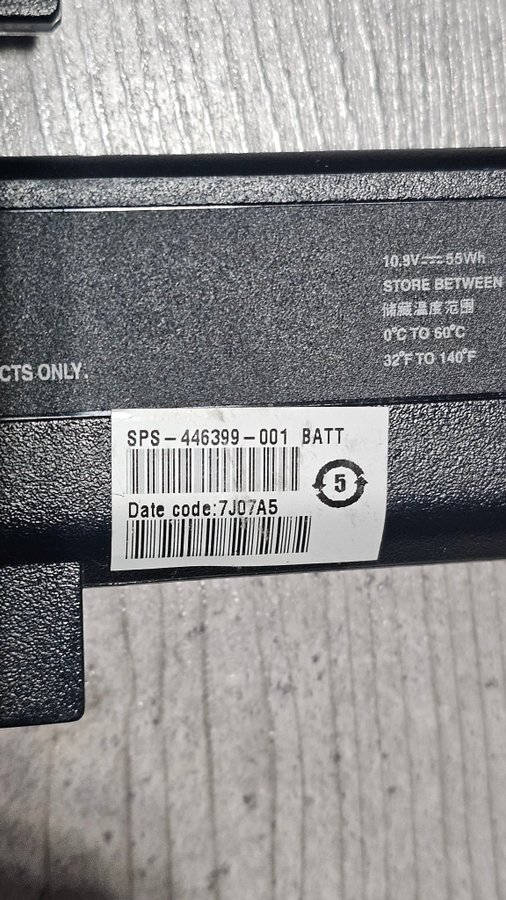 10.8V⎓55Wh
STORE BETWEEN
储藏温度范围
0°C TO 60°C
32°F TO 140°F
CTS ONLY.
SPS-446399-001 BATT
5
Date code:7J07A5